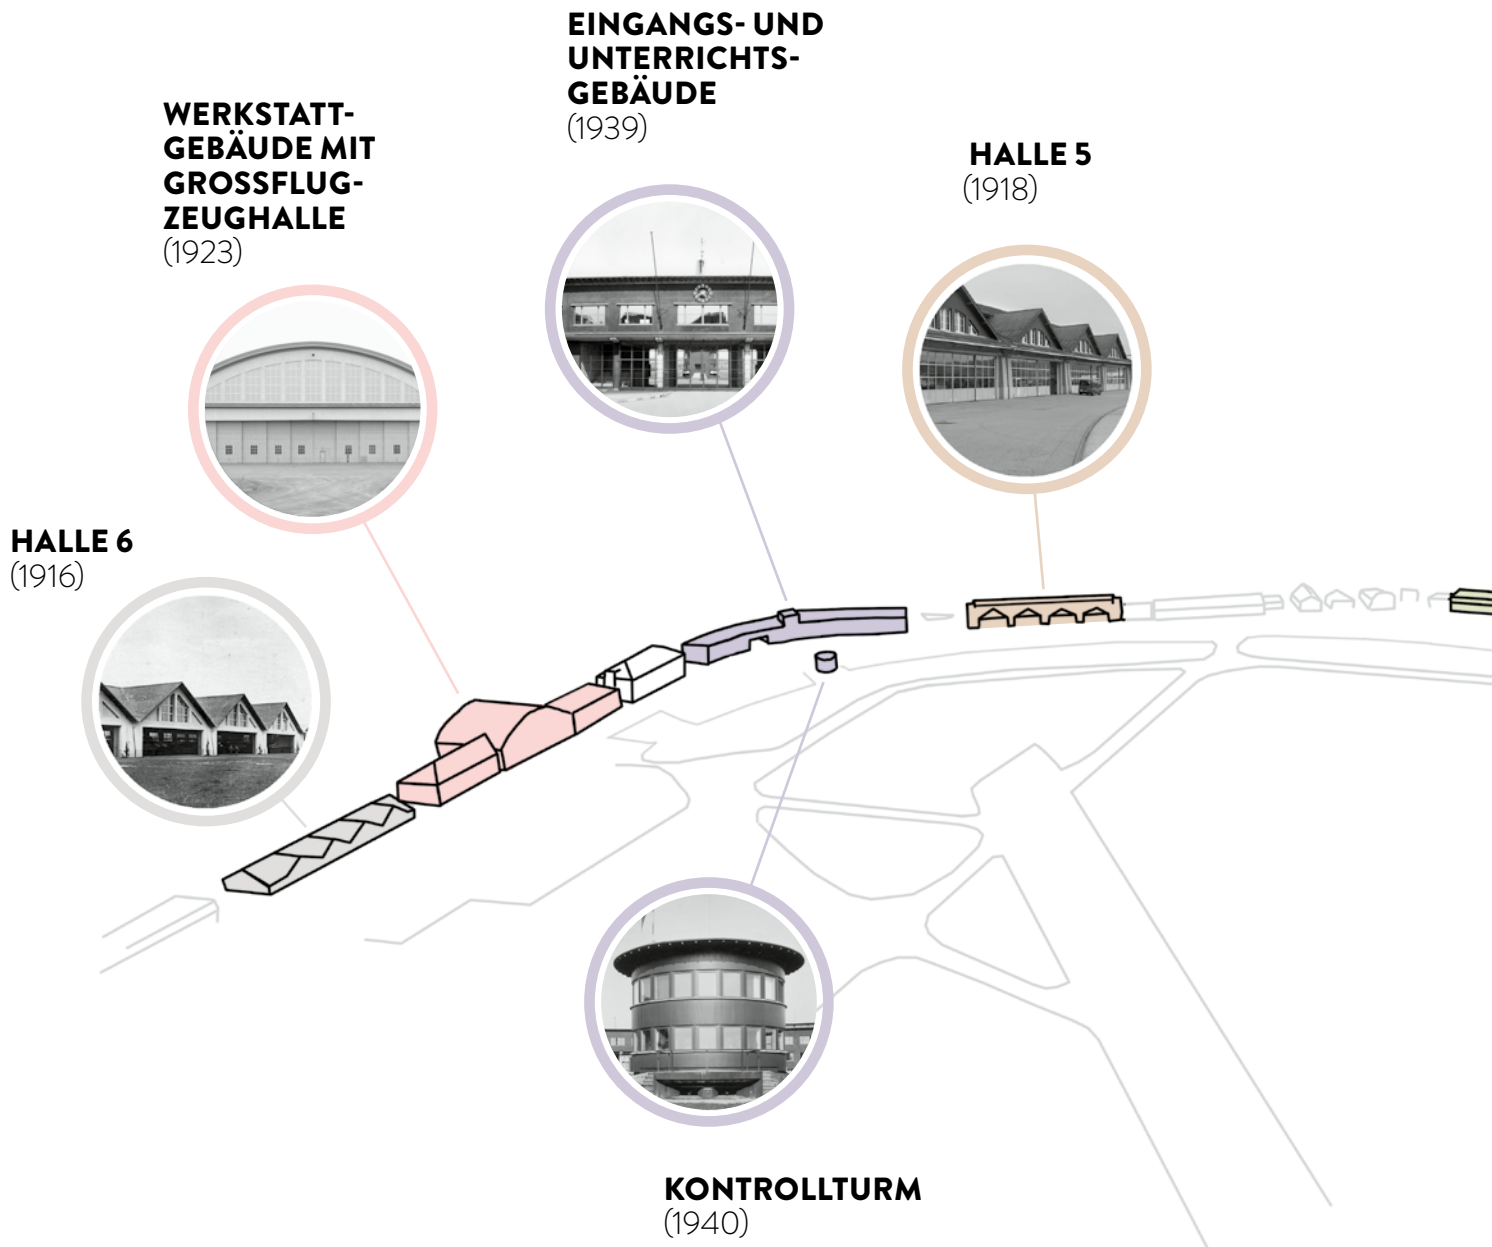 EINGANGS- UND
UNTERRICHTS-
GEBÄUDE
(1939)
WERKSTATT-
GEBÄUDE MIT
GROSSFLUG-
ZEUGHALLE
(1923)
HALLE 5
(1918)
HALLE 6
(1916)
KONTROLLTURM
(1940)